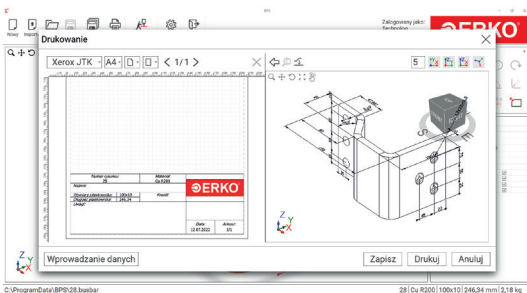 BPS
Zalogowany jako:
Technolog
ERKO
Nowy Import
Drukowanie
Xerox JTK A4 1/1
5
Numer rysunku Materiał
28 Cu R200
Nazwa:
Wymiary płaskownika 100x10
Długość płaskownika 246,34
Kreślił
Uwagi:
ERKO
Data: Arkusz:
12.07.2022 1/1
S E
Z
Y
X
Z
Y
X
Wprowadzanie danych
Zapisz Drukuj Anuluj
C:\ProgramData\BPS\28.busbar
28 Cu R200 100x10 246,34 mm 2,18 kg